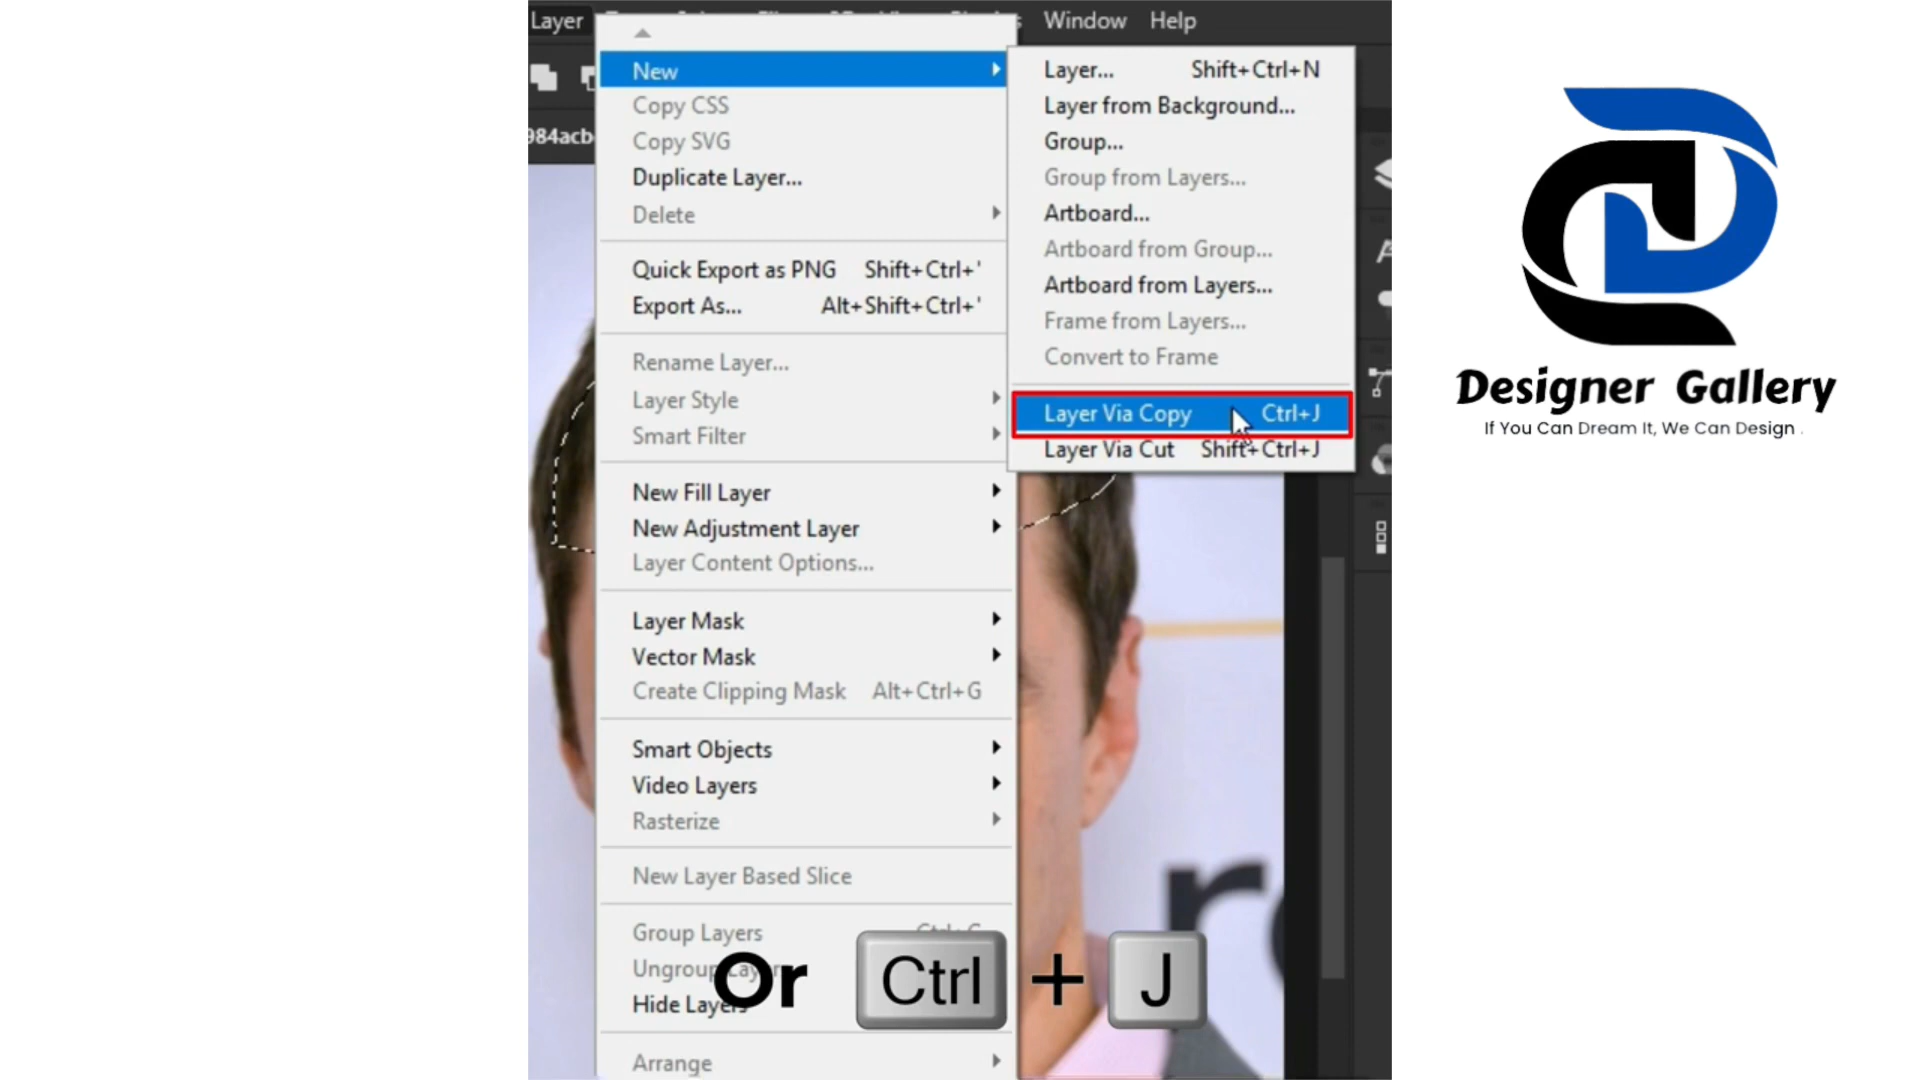 Layer
Window Help
984acb
New
Copy CSS
Copy SVG
Duplicate Layer...
Delete
Quick Export as PNG Shift+Ctrl+'
Export As... Alt+Shift+Ctrl+'
Rename Layer...
Layer Style
Smart Filter
New Fill Layer
New Adjustment Layer
Layer Content Options...
Layer Mask
Vector Mask
Create Clipping Mask Alt+Ctrl+G
Smart Objects
Video Layers
Rasterize
New Layer Based Slice
Group Layers Ctrl+G
Ungroup Layers
Hide Layers
Arrange
Layer... Shift+Ctrl+N
Layer from Background...
Group...
Group from Layers...
Artboard...
Artboard from Group...
Artboard from Layers...
Frame from Layers...
Convert to Frame
Layer Via Copy Ctrl+J
Layer Via Cut Shift+Ctrl+J
Or Ctrl + J
Designer Gallery
If You Can Dream It, We Can Design .